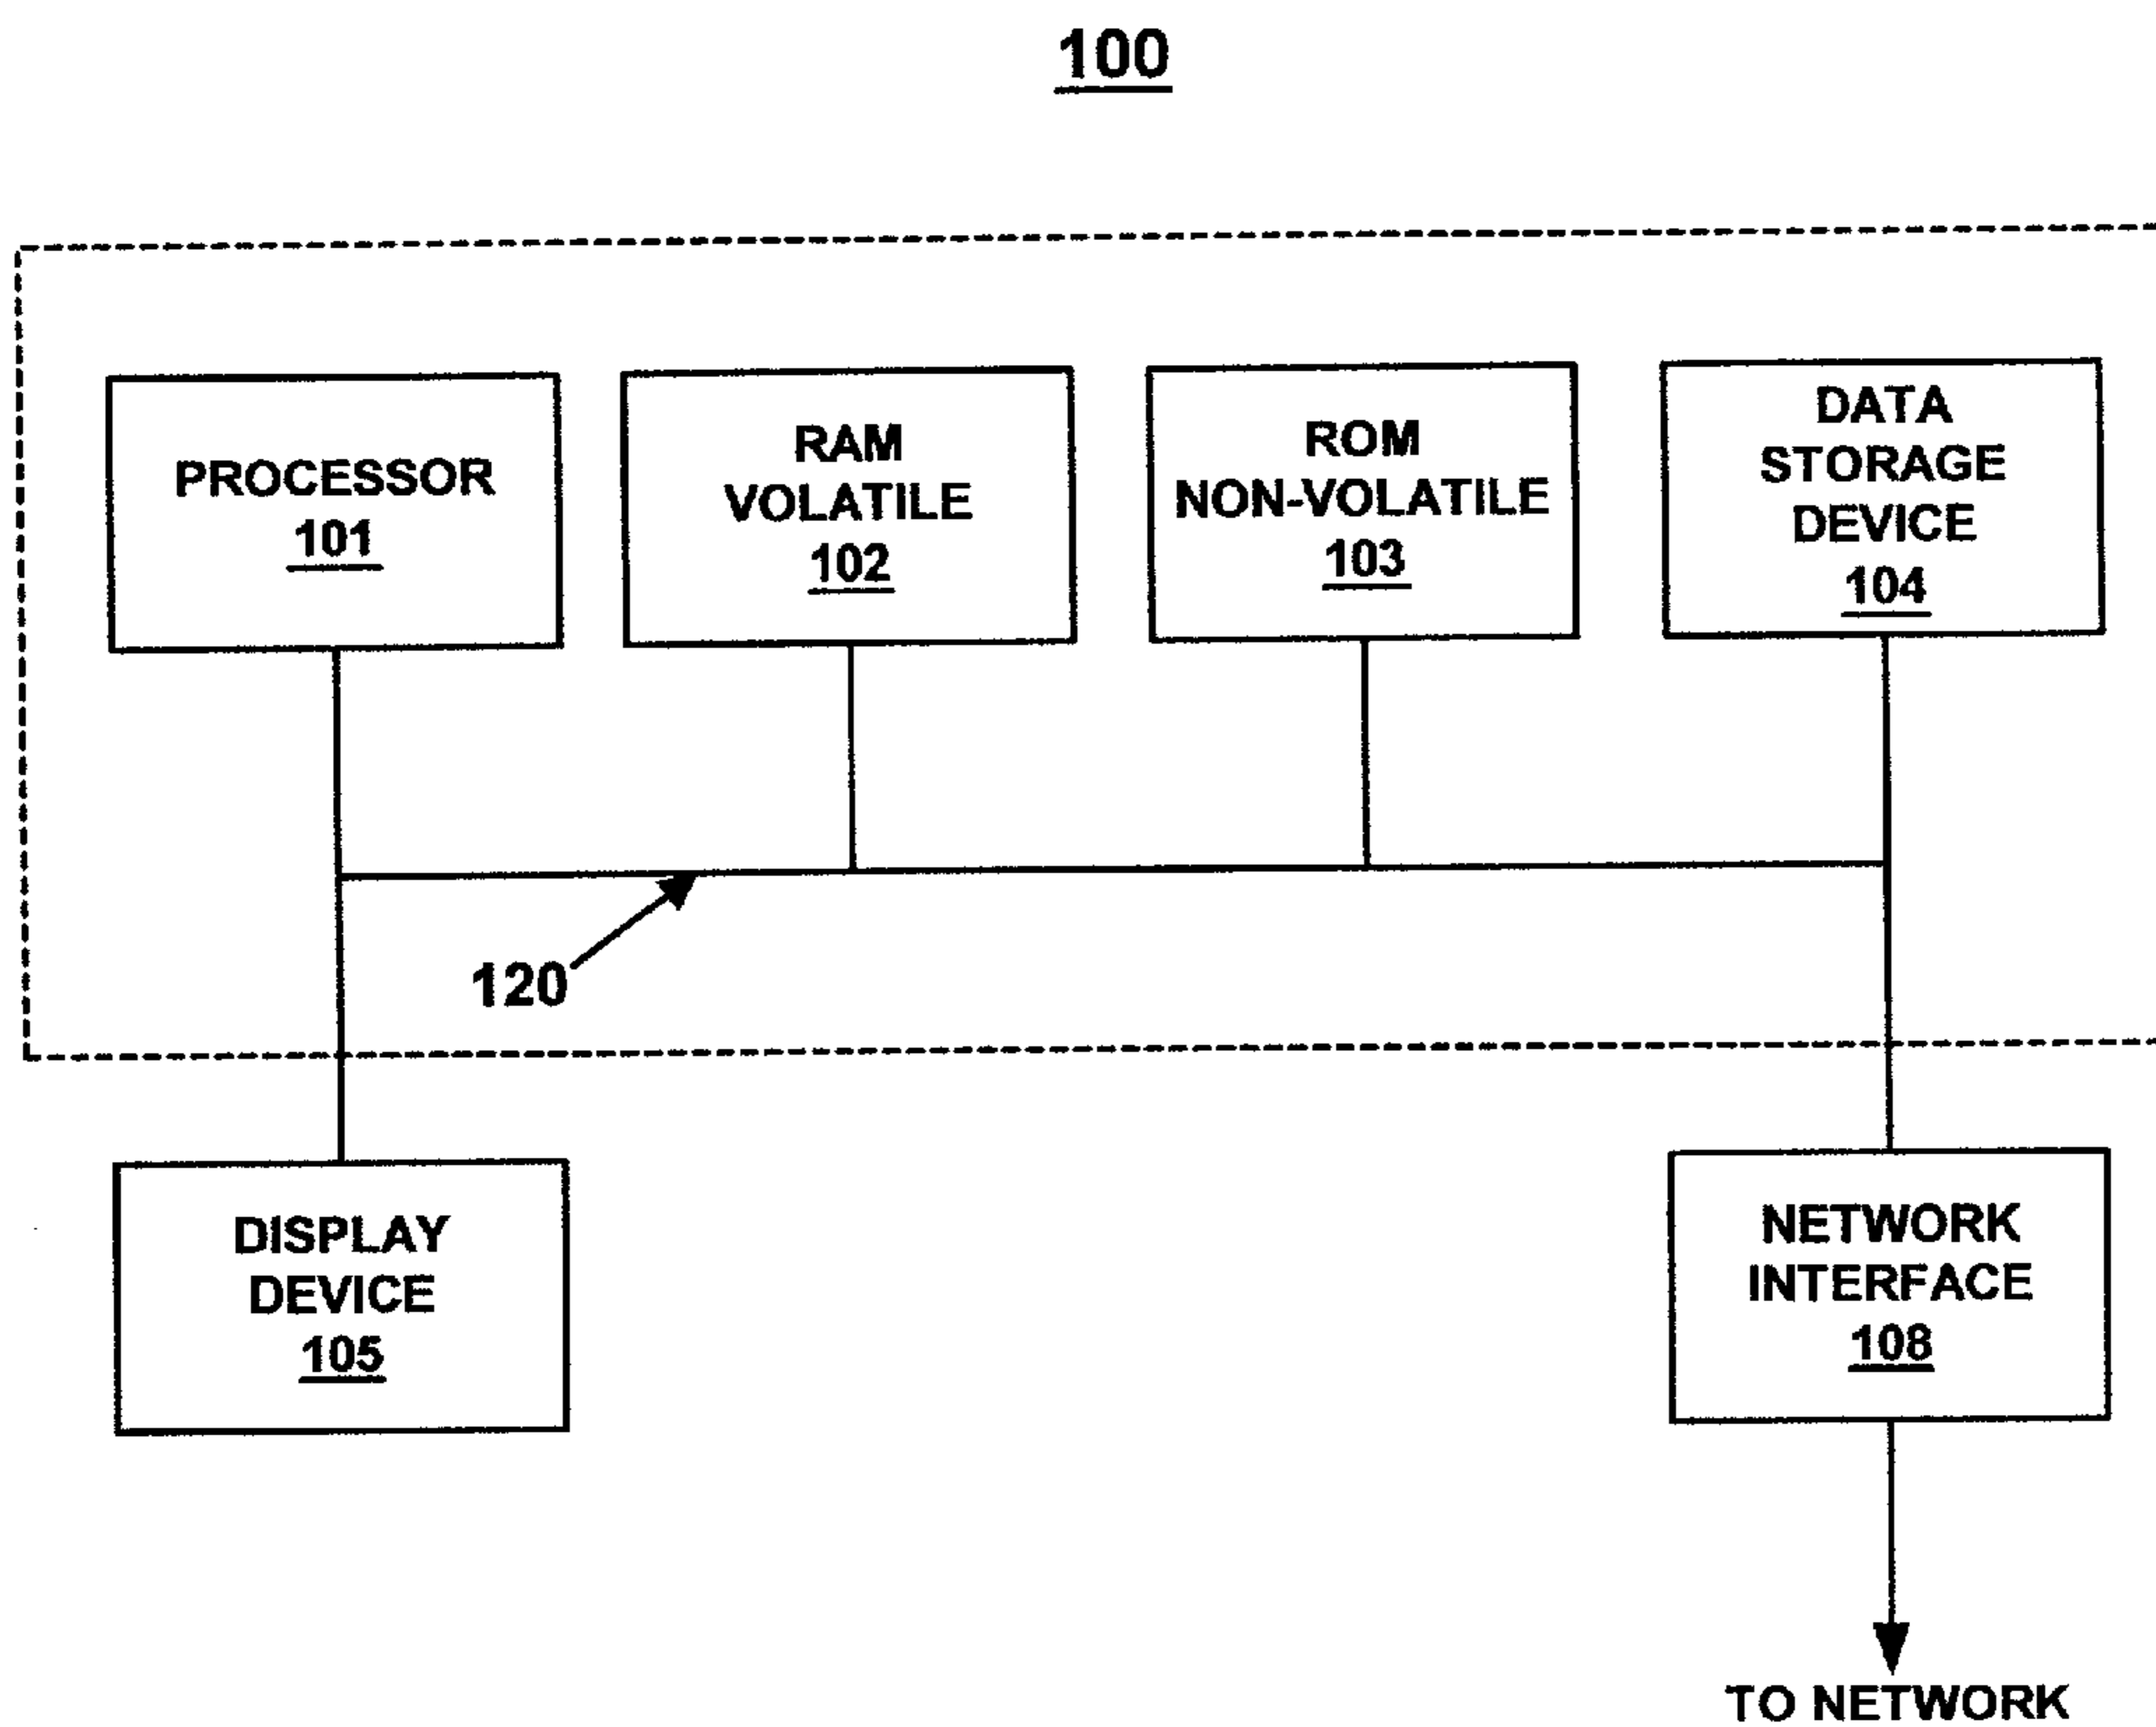 100
PROCESSOR
101
RAM
VOLATILE
102
ROM
NON-VOLATILE
103
DATA
STORAGE
DEVICE
104
120
DISPLAY
DEVICE
105
NETWORK
INTERFACE
108
TO NETWORK